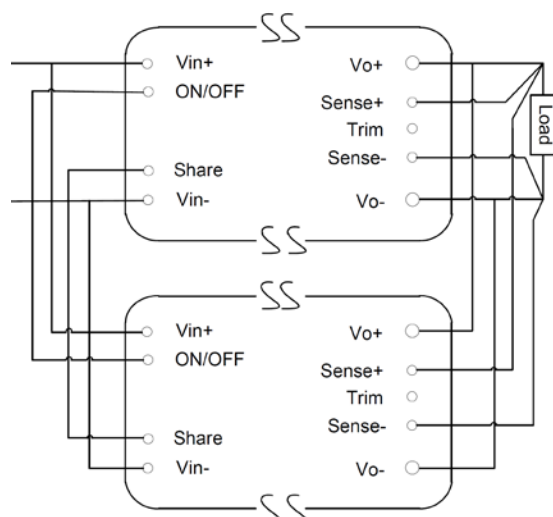 Vin+
Vo+
ON/OFF
Sense+
Trim
Load
Share
Sense-
Vin-
Vo-
Vin+
Vo+
ON/OFF
Sense+
Trim
Share
Sense-
Vin-
Vo-